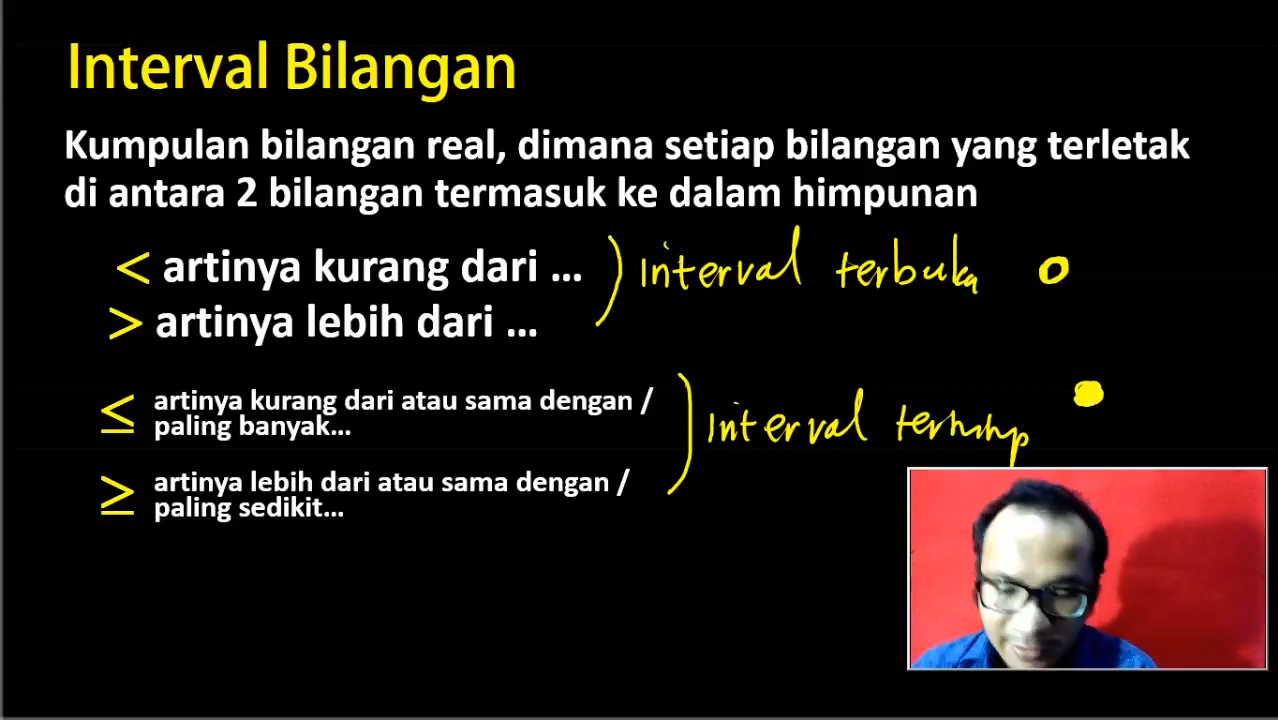 Interval Bilangan
Kumpulan bilangan real, dimana setiap bilangan yang terletak
di antara 2 bilangan termasuk ke dalam himpunan
< artinya kurang dari ...
> artinya lebih dari ...
) interval terbuka o
≤ artinya kurang dari atau sama dengan /
paling banyak...
≥ artinya lebih dari atau sama dengan /
paling sedikit...
) interval tertutup ●